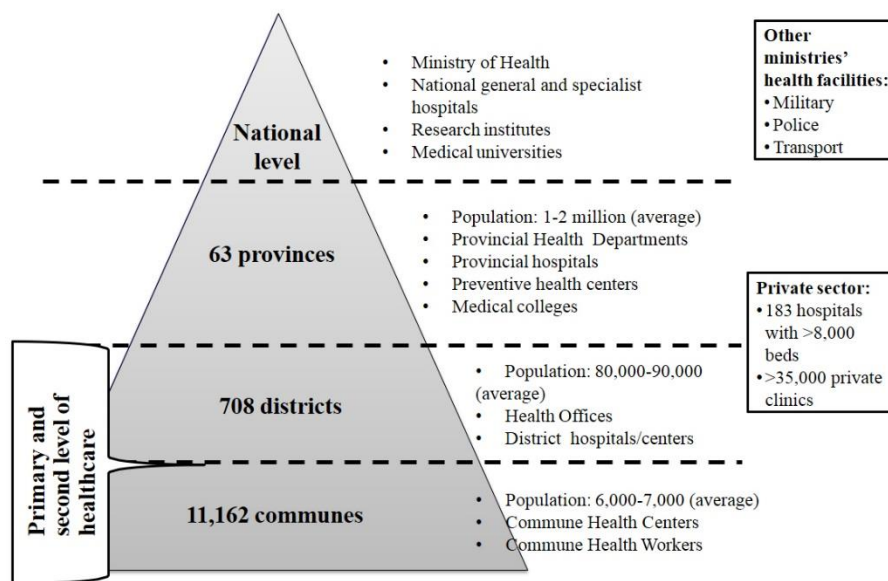 National
level
• Ministry of Health
• National general and specialist
hospitals
• Research institutes
• Medical universities
Other
ministries'
health facilities:
• Military
• Police
• Transport
63 provinces
• Population: 1-2 million (average)
• Provincial Health Departments
• Provincial hospitals
• Preventive health centers
• Medical colleges
Private sector:
• 183 hospitals
with >8,000
beds
• >35,000 private
clinics
Primary and
second level of
healthcare
708 districts
• Population: 80,000-90,000
(average)
• Health Offices
• District hospitals/centers
11,162 communes
• Population: 6,000-7,000 (average)
• Commune Health Centers
• Commune Health Workers